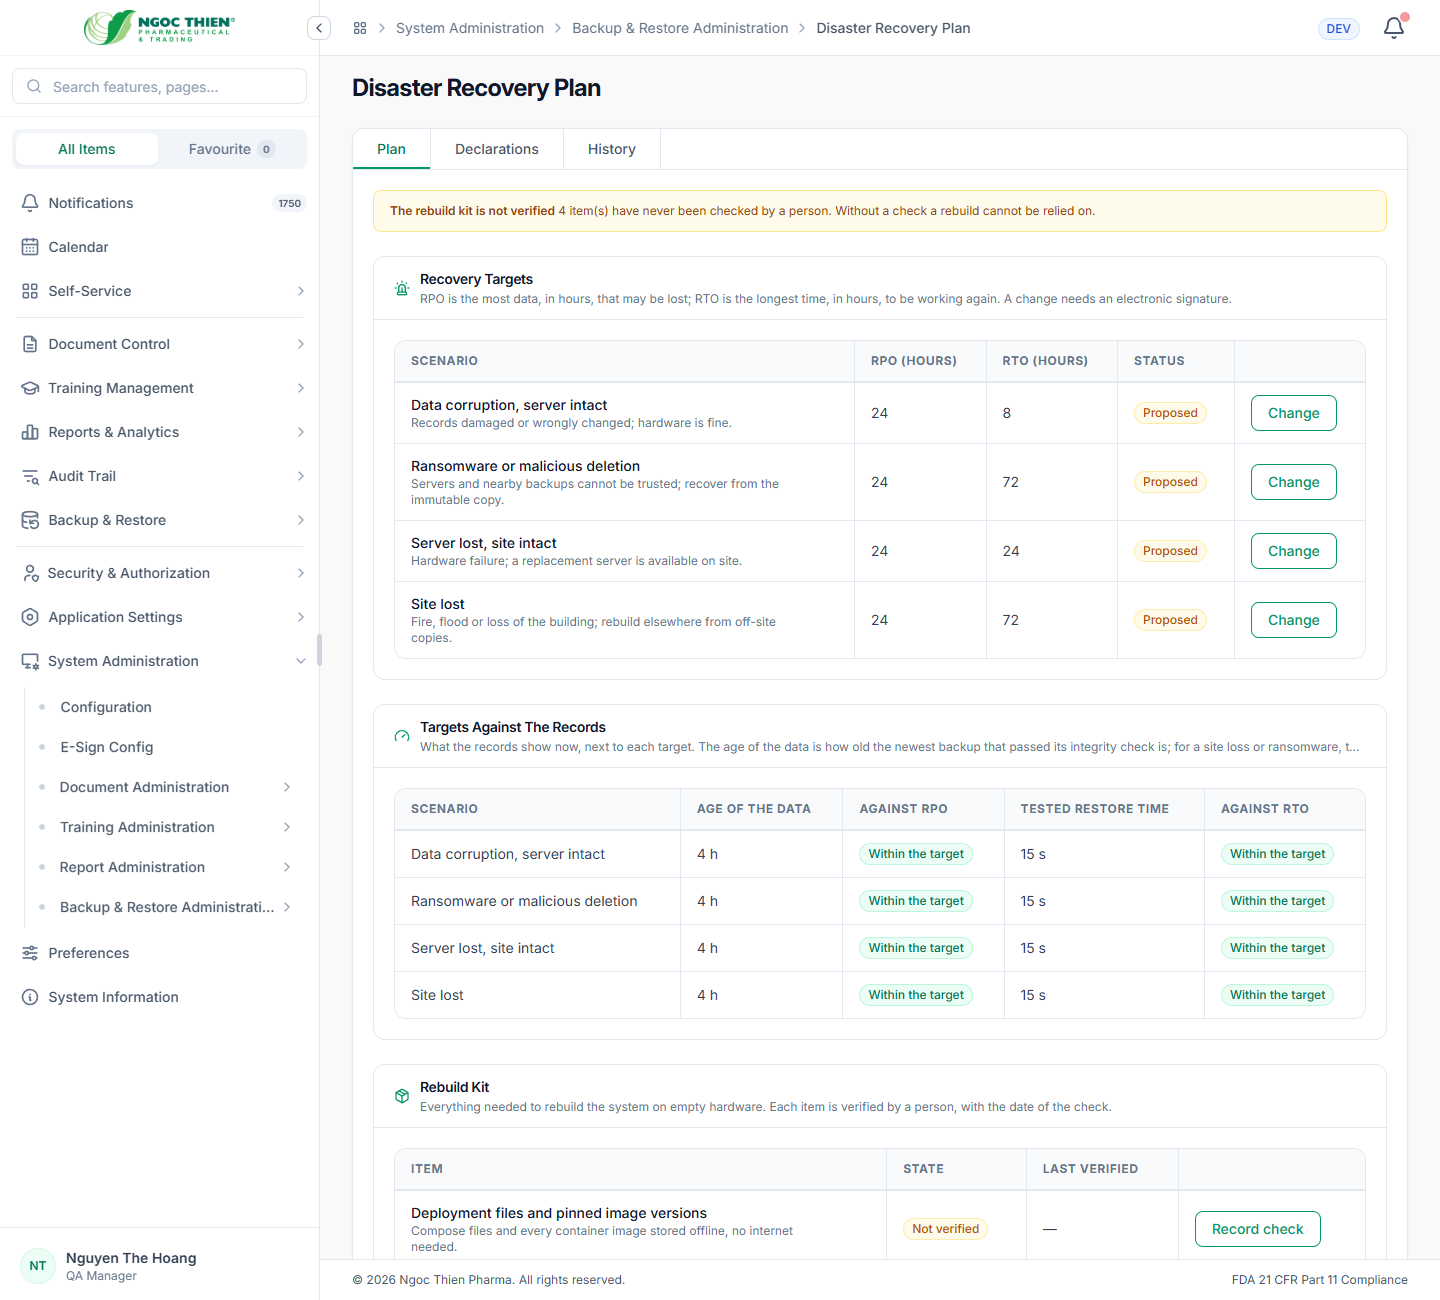 NGOC THIEN®
PHARMACEUTICAL
& TRADING
Search features, pages...
All Items
Favourite 0
Notifications 1750
Calendar
Self-Service
Document Control
Training Management
Reports & Analytics
Audit Trail
Backup & Restore
Security & Authorization
Application Settings
System Administration
Configuration
E-Sign Config
Document Administration
Training Administration
Report Administration
Backup & Restore Administrati...
Preferences
System Information
NT
Nguyen The Hoang
QA Manager
System Administration > Backup & Restore Administration > Disaster Recovery Plan
DEV
Disaster Recovery Plan
Plan Declarations History
The rebuild kit is not verified 4 item(s) have never been checked by a person. Without a check a rebuild cannot be relied on.
Recovery Targets
RPO is the most data, in hours, that may be lost; RTO is the longest time, in hours, to be working again. A change needs an electronic signature.
SCENARIO RPO (HOURS) RTO (HOURS) STATUS
Data corruption, server intact
Records damaged or wrongly changed; hardware is fine.
24 8 Proposed Change
Ransomware or malicious deletion
Servers and nearby backups cannot be trusted; recover from the
immutable copy.
24 72 Proposed Change
Server lost, site intact
Hardware failure; a replacement server is available on site.
24 24 Proposed Change
Site lost
Fire, flood or loss of the building; rebuild elsewhere from off-site
copies.
24 72 Proposed Change
Targets Against The Records
What the records show now, next to each target. The age of the data is how old the newest backup that passed its integrity check is; for a site loss or ransomware, t...
SCENARIO AGE OF THE DATA AGAINST RPO TESTED RESTORE TIME AGAINST RTO
Data corruption, server intact 4 h Within the target 15 s Within the target
Ransomware or malicious deletion 4 h Within the target 15 s Within the target
Server lost, site intact 4 h Within the target 15 s Within the target
Site lost 4 h Within the target 15 s Within the target
Rebuild Kit
Everything needed to rebuild the system on empty hardware. Each item is verified by a person, with the date of the check.
ITEM STATE LAST VERIFIED
Deployment files and pinned image versions
Compose files and every container image stored offline, no internet
needed.
Not verified — Record check
© 2026 Ngoc Thien Pharma. All rights reserved.
FDA 21 CFR Part 11 Compliance